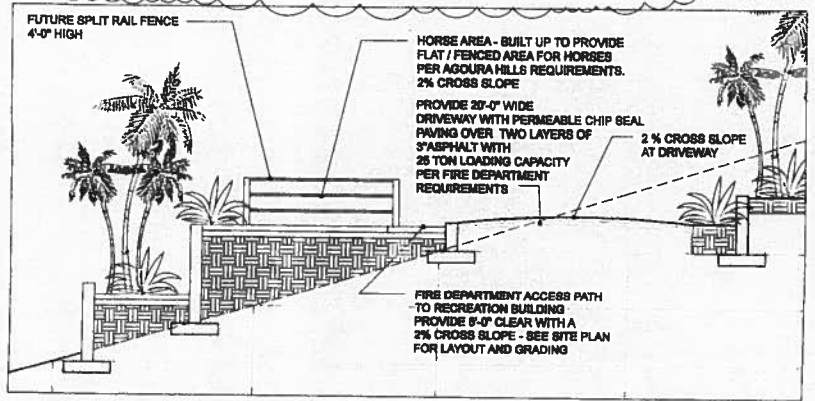 FUTURE SPLIT RAIL FENCE
4'-0" HIGH
HORSE AREA - BUILT UP TO PROVIDE
FLAT / FENCED AREA FOR HORSES
PER AGOURA HILLS REQUIREMENTS.
2% CROSS SLOPE
PROVIDE 20'-0" WIDE
DRIVEWAY WITH PERMEABLE CHIP SEAL
PAVING OVER TWO LAYERS OF
3"ASPHALT WITH
25 TON LOADING CAPACITY
PER FIRE DEPARTMENT
REQUIREMENTS
2 % CROSS SLOPE
AT DRIVEWAY
FIRE DEPARTMENT ACCESS PATH
TO RECREATION BUILDING
PROVIDE 5'-0" CLEAR WITH A
2% CROSS SLOPE - SEE SITE PLAN
FOR LAYOUT AND GRADING